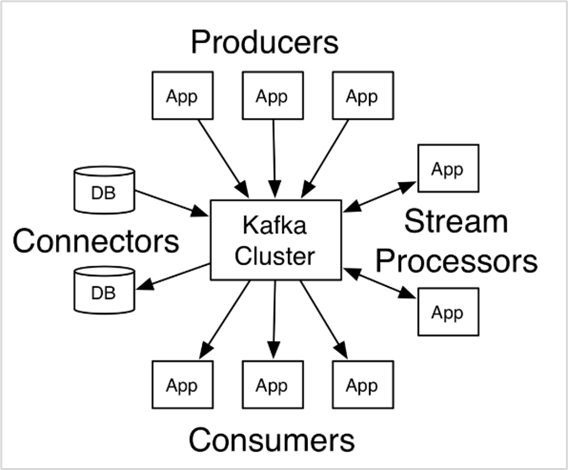 Producers
App
App
App
DB
App
Kafka
Cluster
Connectors
Stream
Processors
DB
App
App
App
App
Consumers